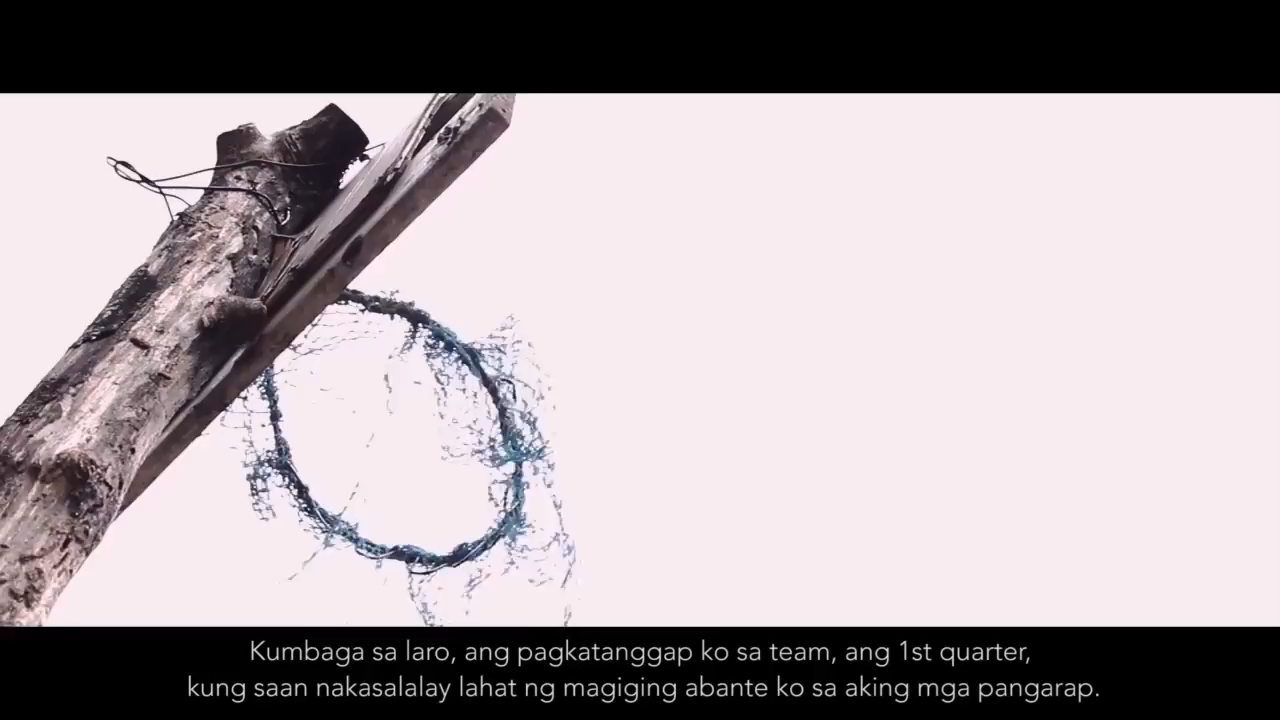 Kumbaga sa laro, ang pagkatanggap ko sa team, ang 1st quarter,
kung saan nakasalalay lahat ng magiging abante ko sa aking mga pangarap.